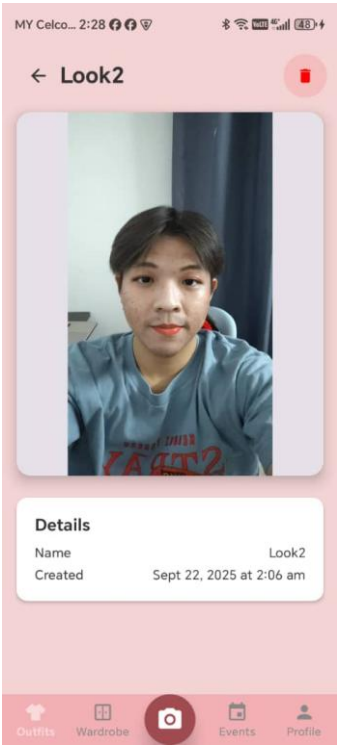 MY Celco... 2:28
48
Look2
Details
Name Look2
Created Sept 22, 2025 at 2:06 am
Outfits Wardrobe Events Profile